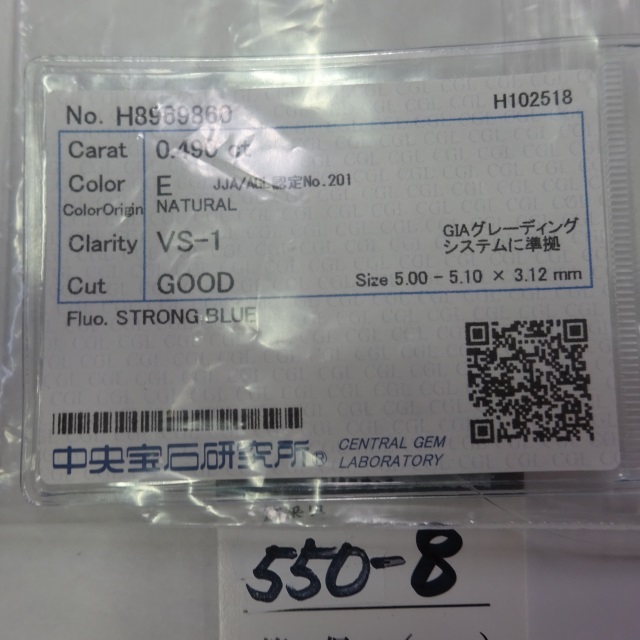 No. H8989860
H102518
Carat 0.490 ct
Color E JJA/AGL認定No.201
ColorOrigin NATURAL
Clarity VS-1
GIAグレーディング
システムに準拠
Cut GOOD Size 5.00 - 5.10 × 3.12 mm
Fluo. STRONG BLUE
中央宝石研究所® CENTRAL GEM
LABORATORY
550-8